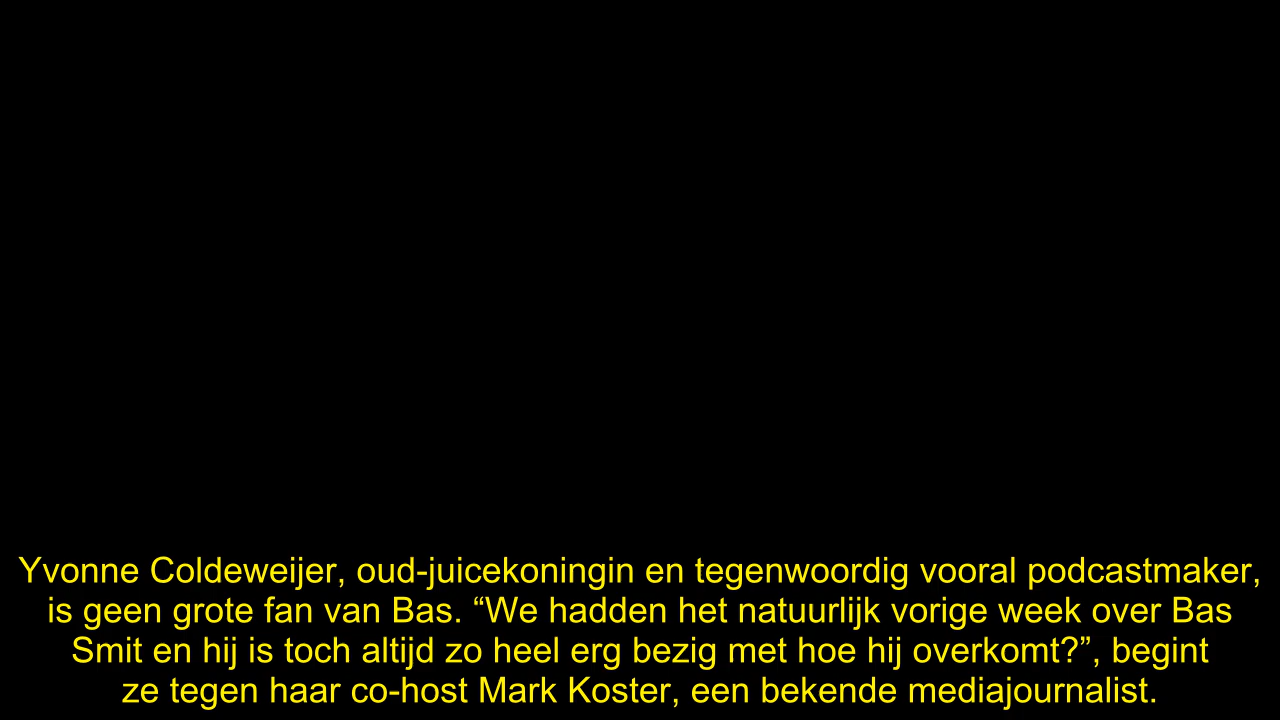 Yvonne Coldeweijer, oud-juicekoningin en tegenwoordig vooral podcastmaker,
is geen grote fan van Bas. “We hadden het natuurlijk vorige week over Bas
Smit en hij is toch altijd zo heel erg bezig met hoe hij overkomt?”, begint
ze tegen haar co-host Mark Koster, een bekende mediajournalist.